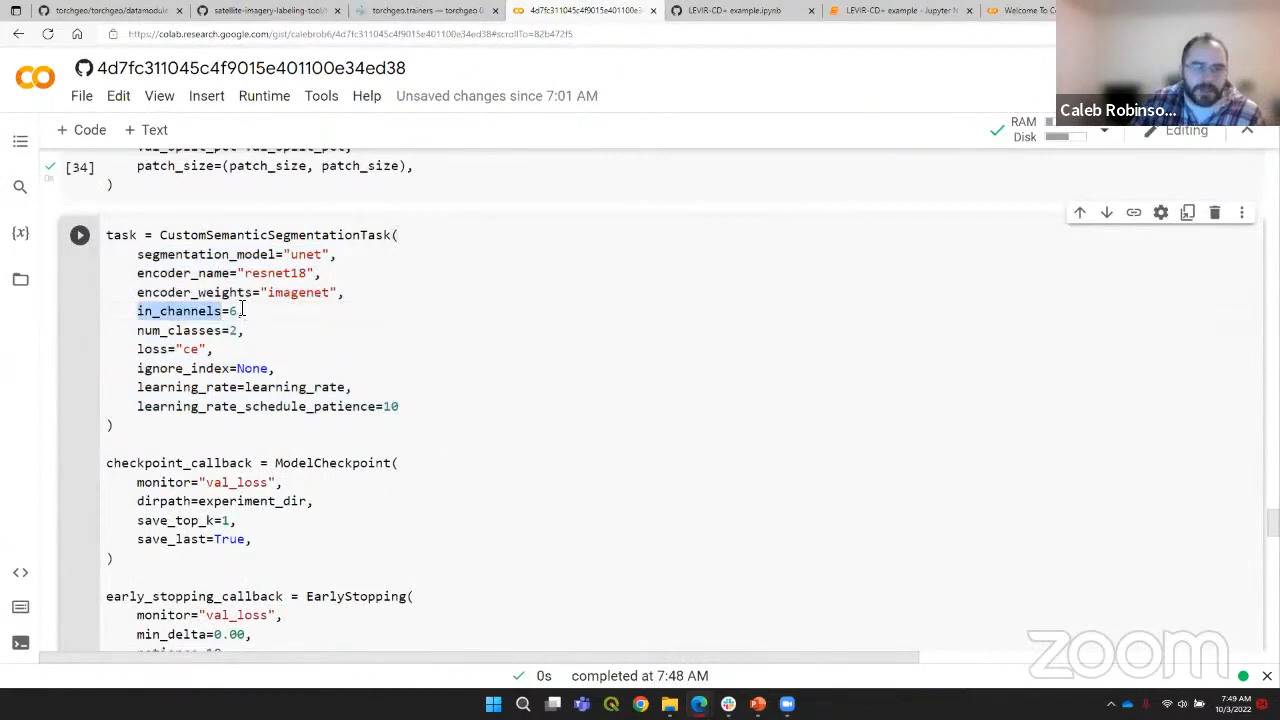 torchgeo/torchgeo/datamodule
satellite-imagery-labeling-tool/
torchgeo.trainers — torchgeo 0
4d7fc311045c4f9015e401100e34e
LEVIR-CD+ example.ipynb
LEVIR-CD+ example - Jupyter N
Welcome To C
https://colab.research.google.com/gist/calebrob6/4d7fc311045c4f9015e401100e34ed38#scrollTo=82b472f5
4d7fc311045c4f9015e401100e34ed38
File Edit View Insert Runtime Tools Help Unsaved changes since 7:01 AM
Caleb Robinso...
+ Code + Text
RAM
Disk
Editing
[34]
patch_size=(patch_size, patch_size),
)
task = CustomSemanticSegmentationTask(
segmentation_model="unet",
encoder_name="resnet18",
encoder_weights="imagenet",
in_channels=6,
num_classes=2,
loss="ce",
ignore_index=None,
learning_rate=learning_rate,
learning_rate_schedule_patience=10
)
checkpoint_callback = ModelCheckpoint(
monitor="val_loss",
dirpath=experiment_dir,
save_top_k=1,
save_last=True,
)
early_stopping_callback = EarlyStopping(
monitor="val_loss",
min_delta=0.00,
zoom
0s completed at 7:48 AM
7:49 AM
10/3/2022